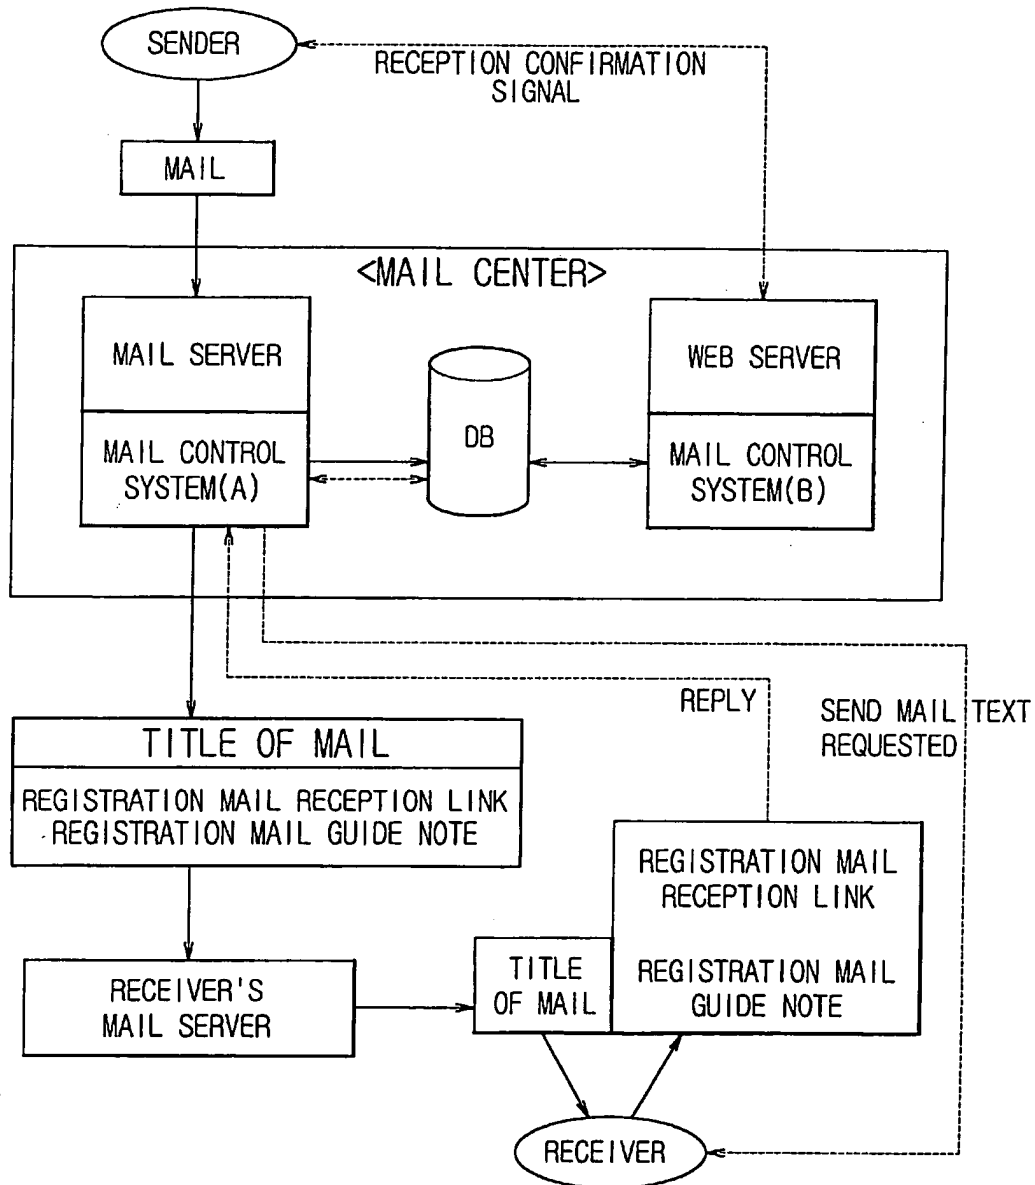 SENDER
RECEPTION CONFIRMATION
SIGNAL
MAIL
<MAIL CENTER>
MAIL SERVER
WEB SERVER
DB
MAIL CONTROL
SYSTEM(A)
MAIL CONTROL
SYSTEM(B)
REPLY
SEND MAIL TEXT
REQUESTED
TITLE OF MAIL
REGISTRATION MAIL RECEPTION LINK
REGISTRATION MAIL GUIDE NOTE
REGISTRATION MAIL
RECEPTION LINK
REGISTRATION MAIL
GUIDE NOTE
TITLE
OF MAIL
RECEIVER'S
MAIL SERVER
RECEIVER